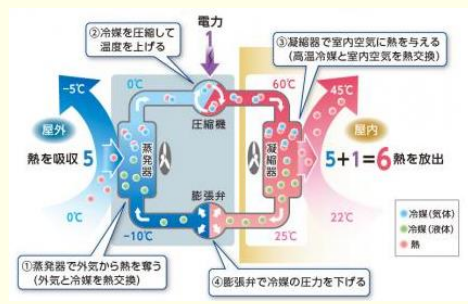 電力
1
②冷媒を圧縮して
温度を上げる
③凝縮器で室内空気に熱を与える
(高温冷媒と室内空気を熱交換)
-5℃
0℃
60℃
45℃
屋外
圧縮機
屋内
熱を吸収 5
蒸発器
凝縮器
5+1=6 熱を放出
膨張弁
0℃
-10℃
25℃
22℃
冷媒(気体)
冷媒(液体)
熱
①蒸発器で外気から熱を奪う
(外気と冷媒を熱交換)
④膨張弁で冷媒の圧力を下げる